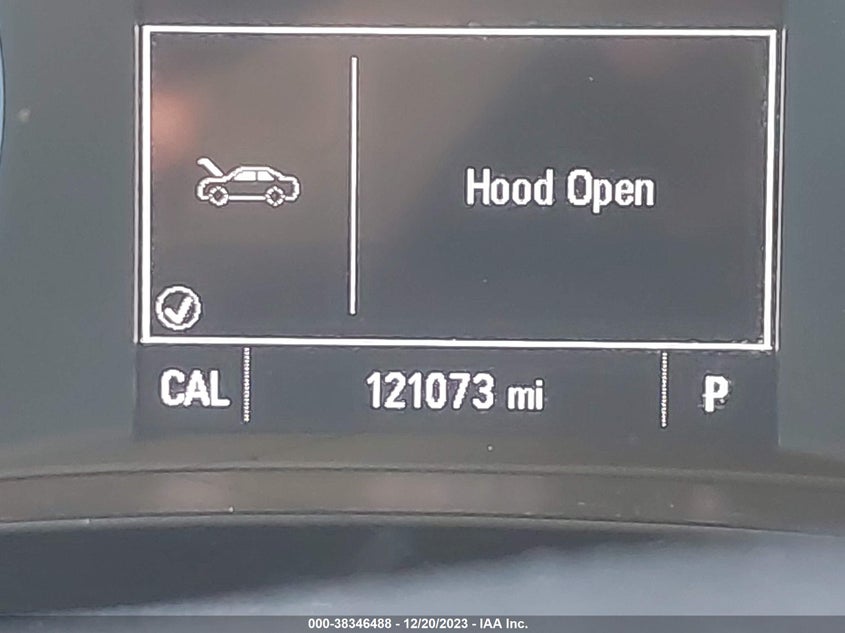 Hood Open
CAL 121073 mi P
000-38346488 - 12/20/2023 - IAA Inc.